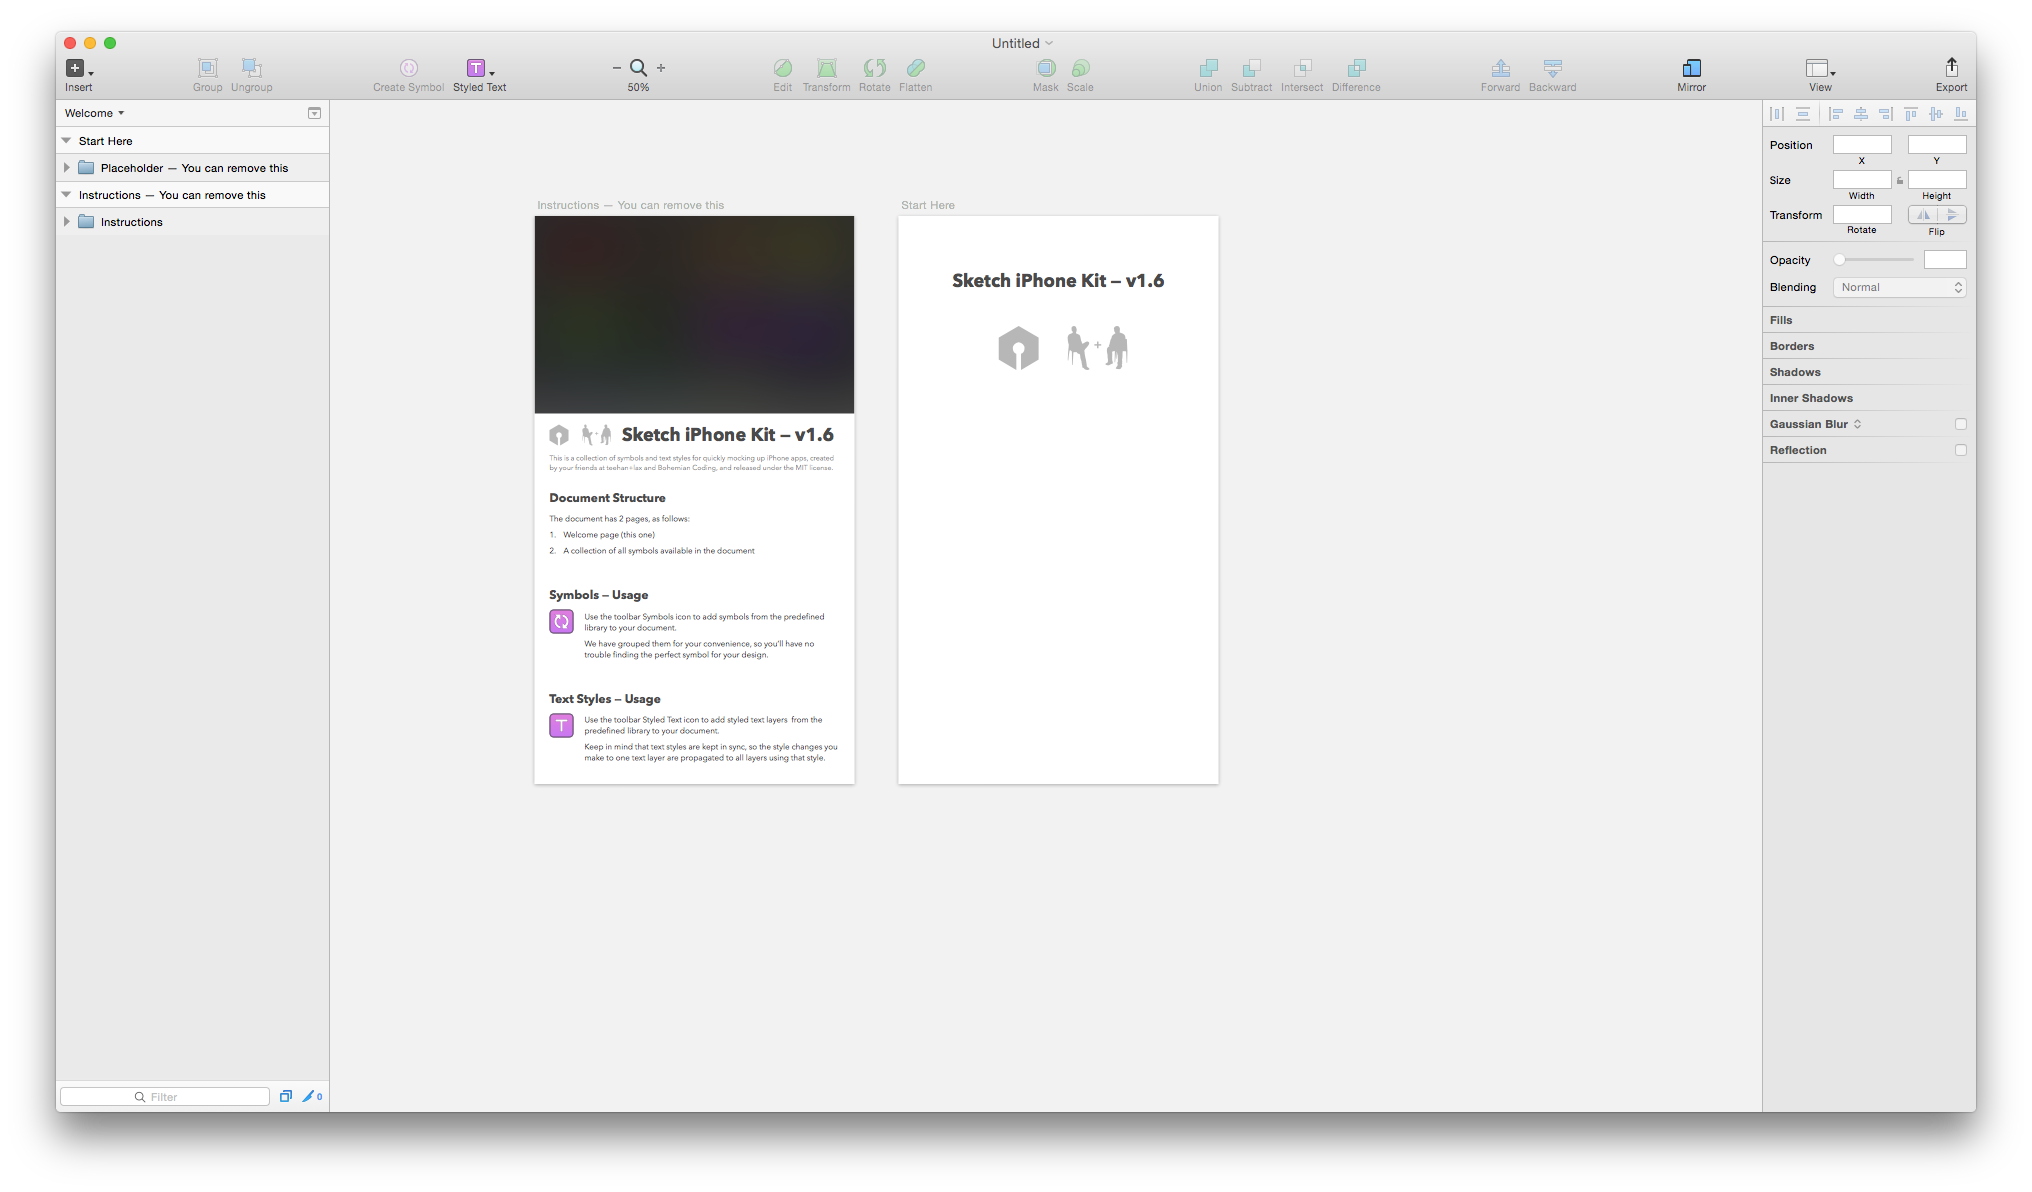 Untitled
Insert
Group
Ungroup
Create Symbol
Styled Text
50%
Edit
Transform
Rotate
Flatten
Mask
Scale
Union
Subtract
Intersect
Difference
Forward
Backward
Mirror
View
Export
Welcome
Start Here
Placeholder — You can remove this
Instructions — You can remove this
Instructions
Filter
0
Instructions — You can remove this
Sketch iPhone Kit – v1.6
This is a collection of symbols and text styles for quickly mocking up iPhone apps, created
by your friends at teehan+lax and Bohemian Coding, and released under the MIT license.
Document Structure
The document has 2 pages, as follows:
1. Welcome page (this one)
2. A collection of all symbols available in the document
Symbols – Usage
Use the toolbar Symbols icon to add symbols from the predefined
library to your document.
We have grouped them for your convenience, so you'll have no
trouble finding the perfect symbol for your design.
Text Styles – Usage
T
Use the toolbar Styled Text icon to add styled text layers from the
predefined library to your document.
Keep in mind that text styles are kept in sync, so the style changes you
make to one text layer are propagated to all layers using that style.
Start Here
Sketch iPhone Kit – v1.6
+
Position
X
Y
Size
Width
Height
Transform
Rotate
Flip
Opacity
Blending
Normal
Fills
Borders
Shadows
Inner Shadows
Gaussian Blur
Reflection